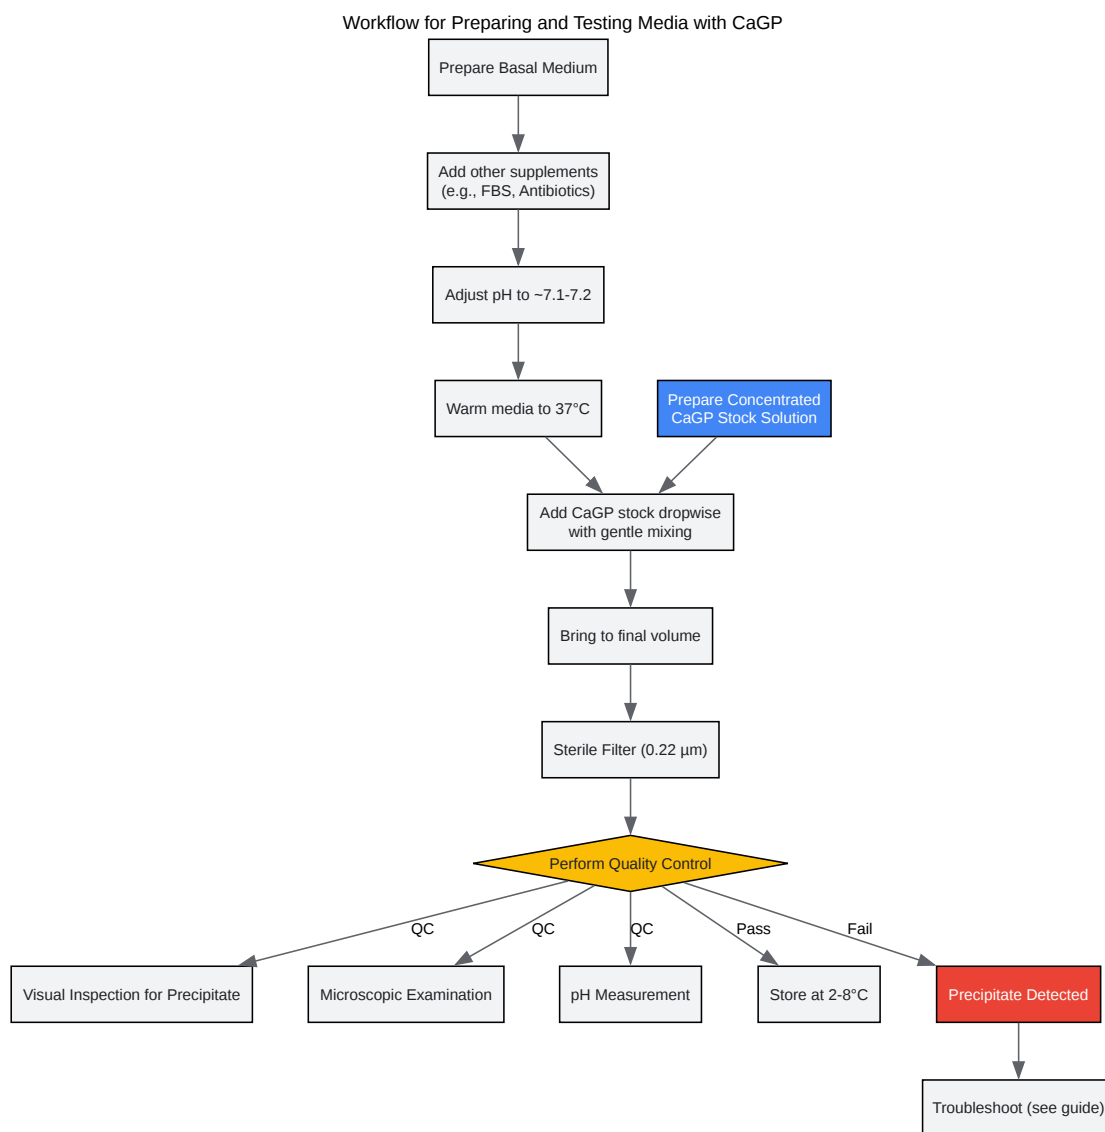 Workflow for Preparing and Testing Media with CaGP
Prepare Basal Medium
Add other supplements
(e.g., FBS, Antibiotics)
Adjust pH to ~7.1-7.2
Warm media to 37°C
Prepare Concentrated
CaGP Stock Solution
Add CaGP stock dropwise
with gentle mixing
Bring to final volume
Sterile Filter (0.22 µm)
Perform Quality Control
QC
QC
QC
Pass
Fail
Visual Inspection for Precipitate
Microscopic Examination
pH Measurement
Store at 2-8°C
Precipitate Detected
Troubleshoot (see guide)